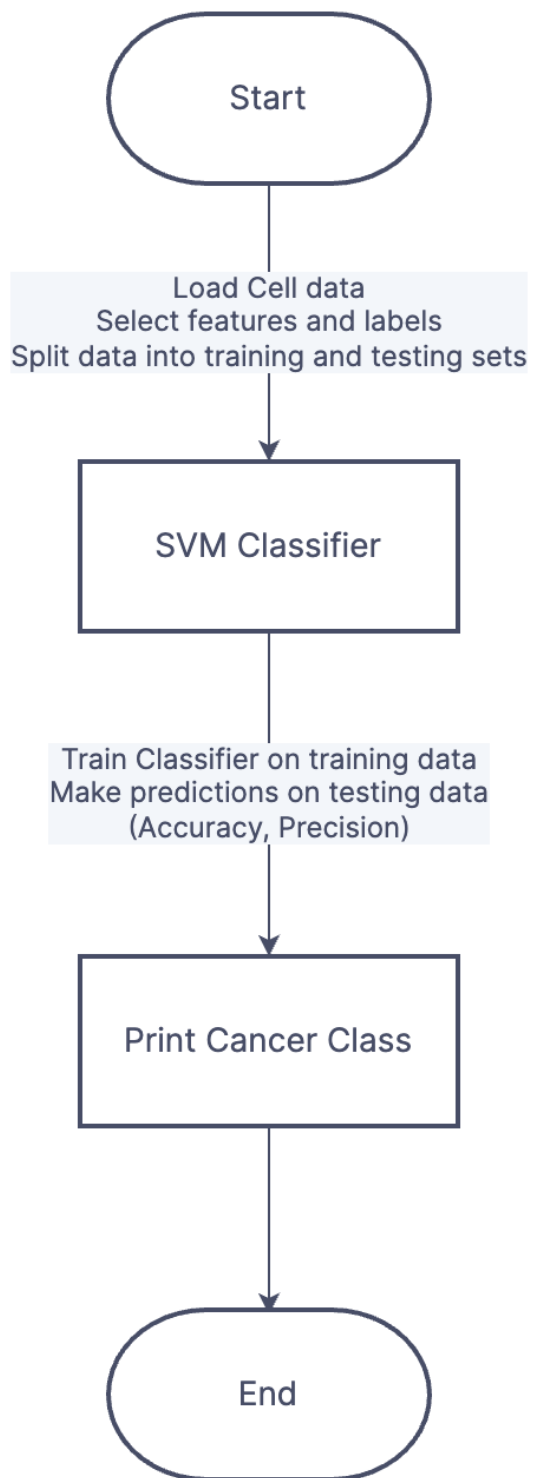 Start
Load Cell data
Select features and labels
Split data into training and testing sets
SVM Classifier
Train Classifier on training data
Make predictions on testing data
(Accuracy, Precision)
Print Cancer Class
End